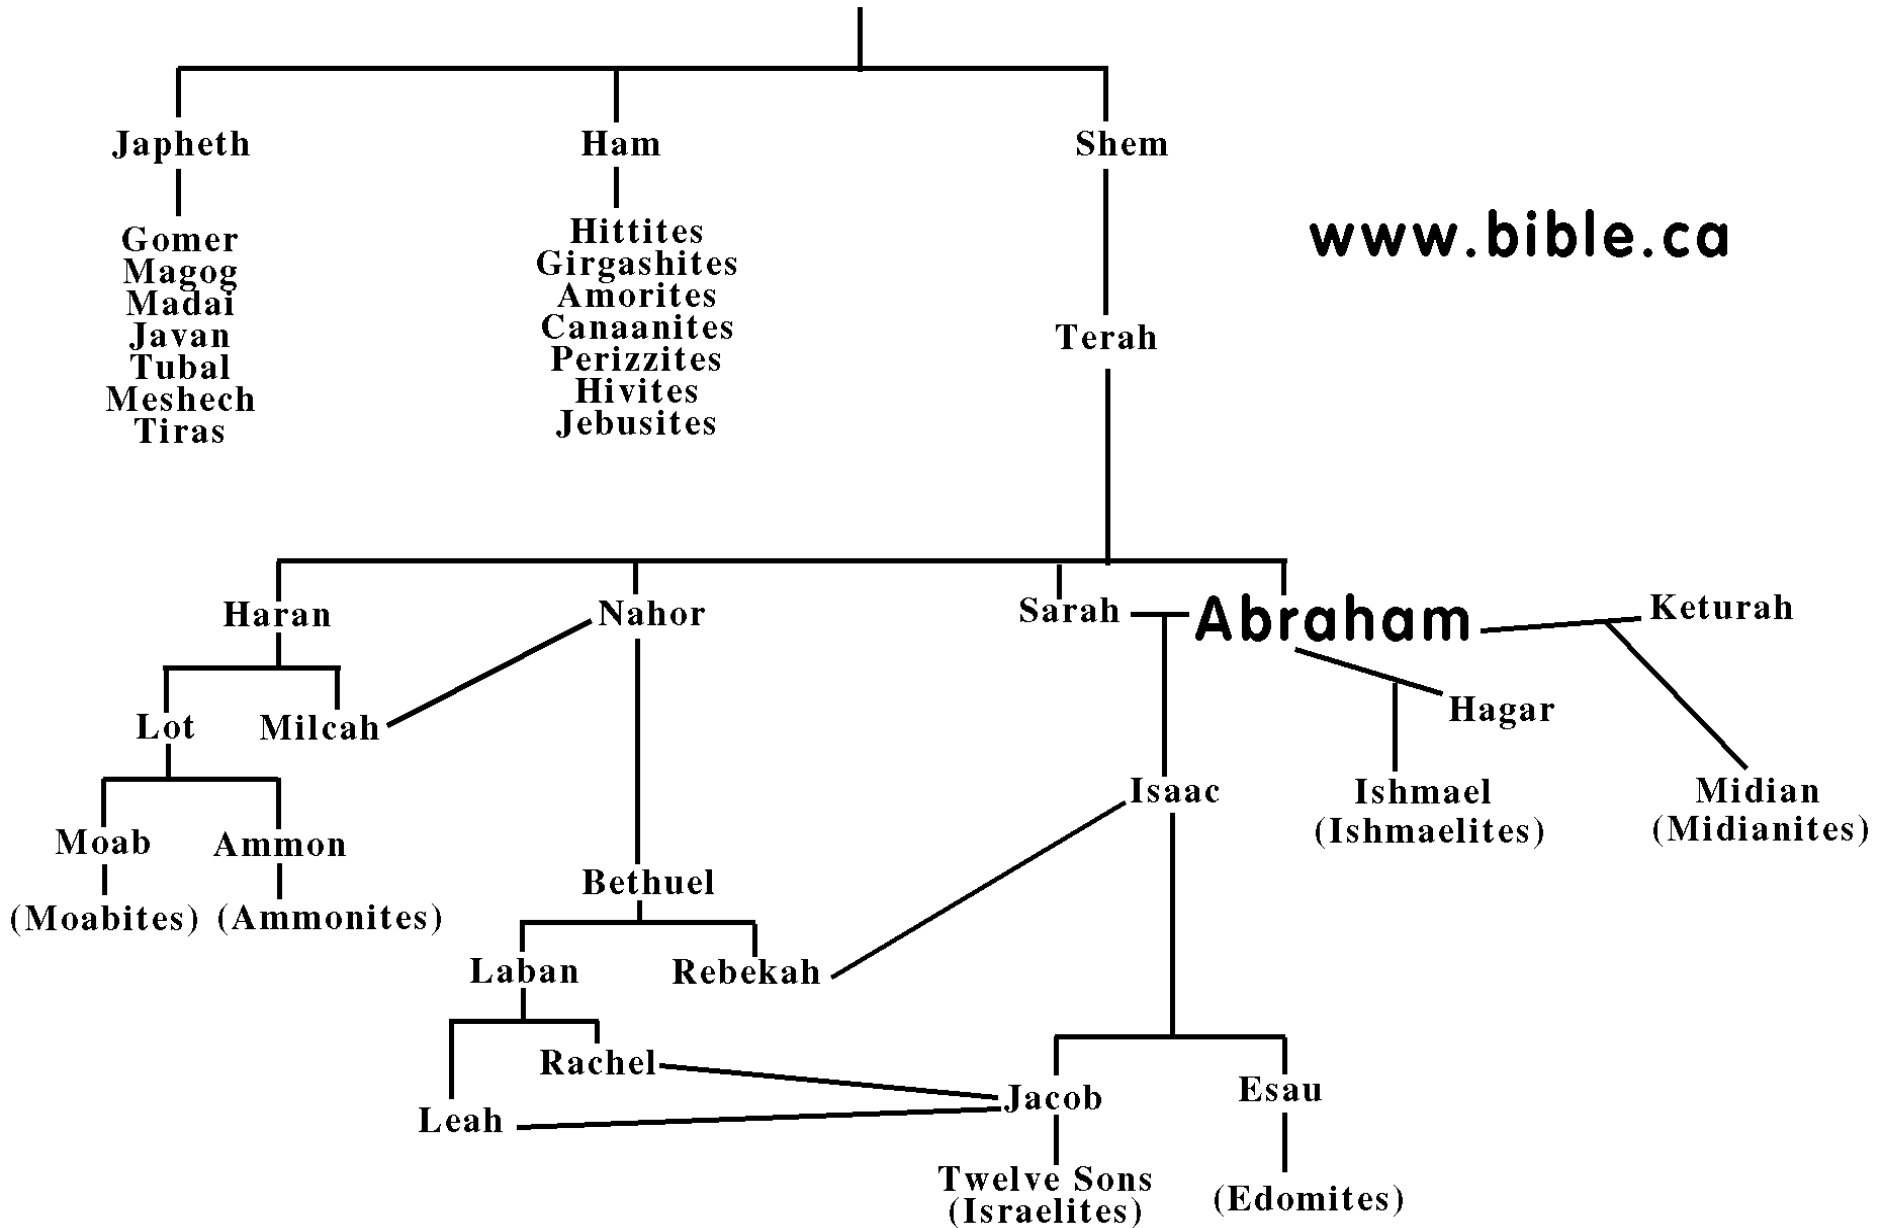 Japheth
Ham
Shem
Gomer
Magog
Madai
Javan
Tubal
Meshech
Tiras
Hittites
Girgashites
Amorites
Canaanites
Perizzites
Hivites
Jebusites
www.bible.ca
Terah
Haran
Nahor
Sarah
Abraham
Keturah
Lot
Milcah
Hagar
Moab
Ammon
(Moabites)
(Ammonites)
Isaac
Ishmael
(Ishmaelites)
Midian
(Midianites)
Bethuel
Laban
Rebekah
Rachel
Leah
Jacob
Esau
Twelve Sons
(Israelites)
(Edomites)